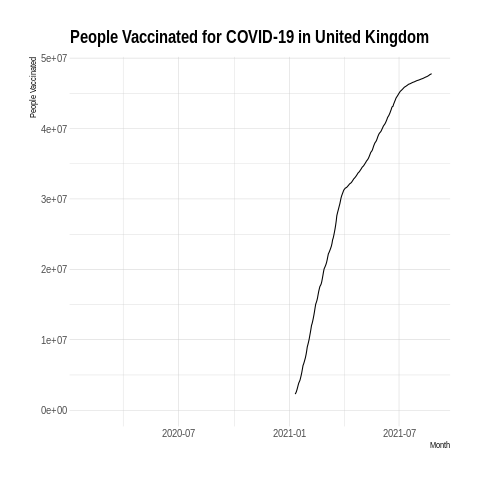 People Vaccinated for COVID-19 in United Kingdom
People Vaccinated
5e+07
4e+07
3e+07
2e+07
1e+07
0e+00
2020-07
2021-01
2021-07
Month